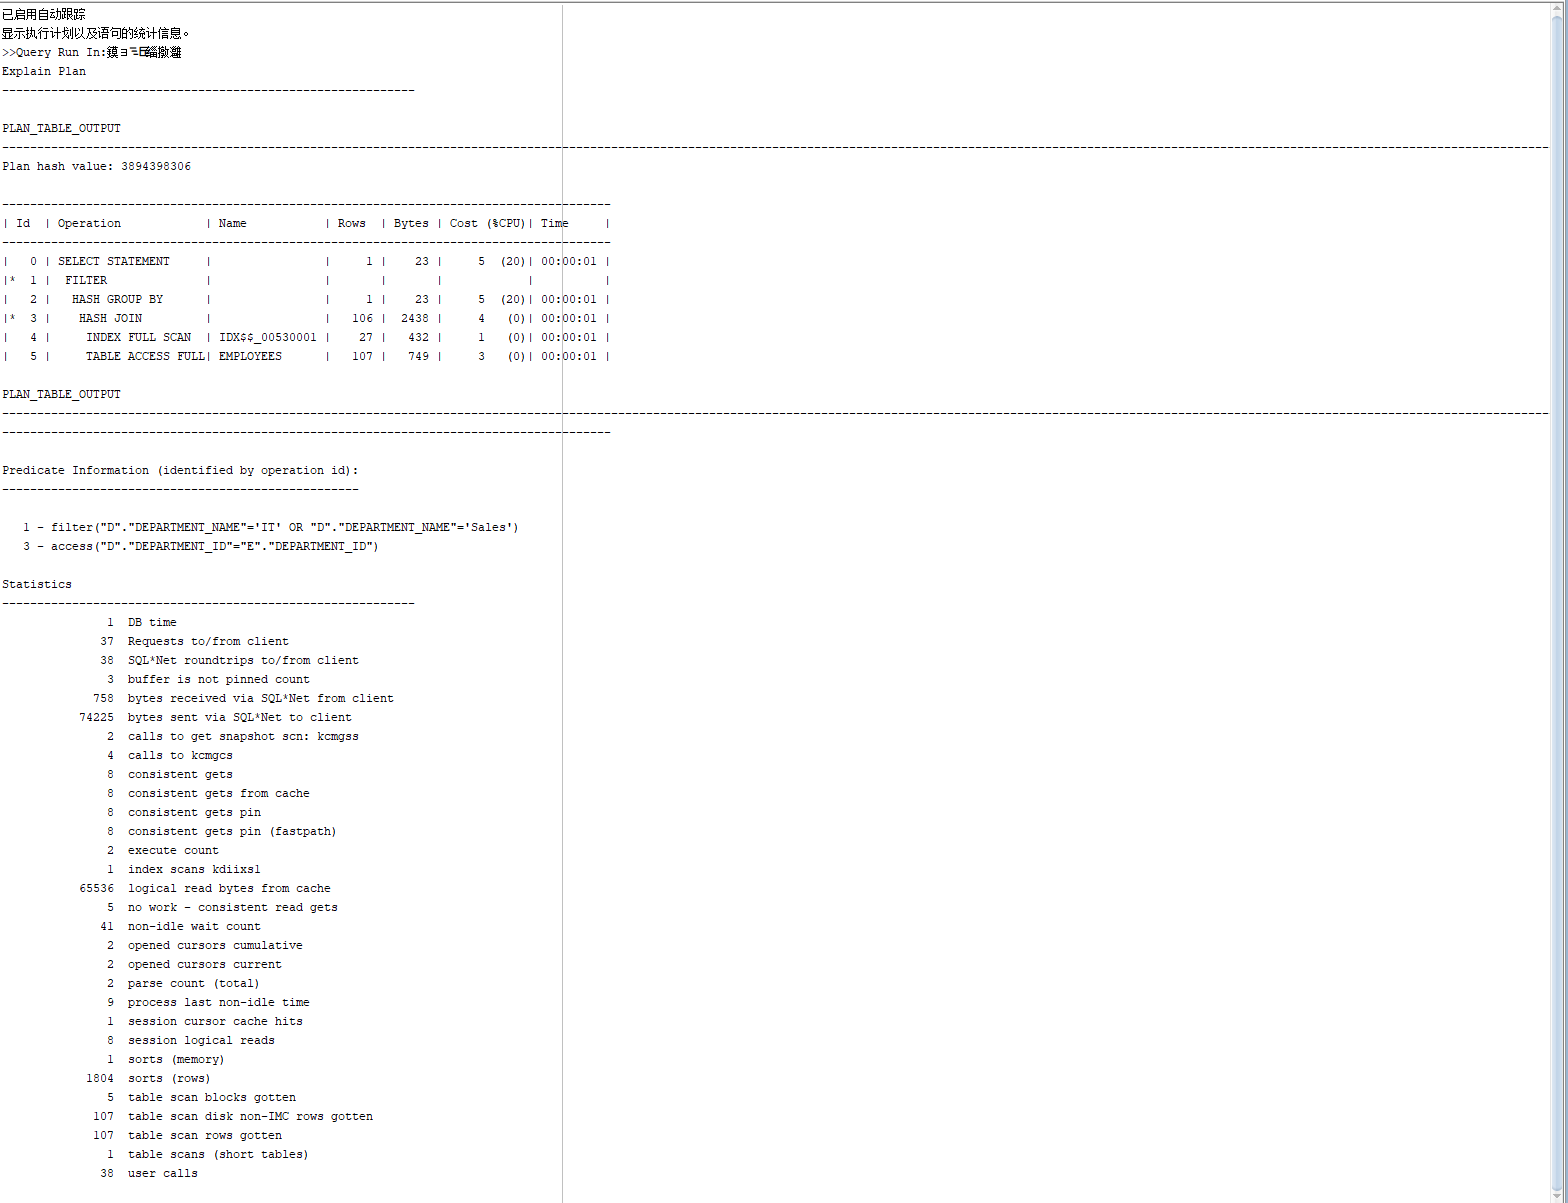 已启用自动跟踪
显示执行计划以及语句的统计信息。
>>Query Run In:
Explain Plan
-----------------------------------------------------------
PLAN_TABLE_OUTPUT
-----------------------------------------------------------
Plan hash value: 3894398306
---------------------------------------------------------------------------------------
| Id  | Operation            | Name           | Rows  | Bytes | Cost (%CPU)| Time     |
---------------------------------------------------------------------------------------
|   0 | SELECT STATEMENT     |                |     1 |    23 |     5  (20)| 00:00:01 |
|*  1 |  FILTER              |                |       |       |            |          |
|   2 |   HASH GROUP BY      |                |     1 |    23 |     5  (20)| 00:00:01 |
|*  3 |    HASH JOIN         |                |   106 |  2438 |     4   (0)| 00:00:01 |
|   4 |     INDEX FULL SCAN  | IDX$$_00530001 |    27 |   432 |     1   (0)| 00:00:01 |
|   5 |     TABLE ACCESS FULL| EMPLOYEES      |   107 |   749 |     3   (0)| 00:00:01 |
PLAN_TABLE_OUTPUT
-----------------------------------------------------------
---------------------------------------------------------------------------------------
Predicate Information (identified by operation id):
---------------------------------------------------
1 - filter("D"."DEPARTMENT_NAME"='IT' OR "D"."DEPARTMENT_NAME"='Sales')
3 - access("D"."DEPARTMENT_ID"="E"."DEPARTMENT_ID")
Statistics
-----------------------------------------------------------
1 DB time
37 Requests to/from client
38 SQL*Net roundtrips to/from client
3 buffer is not pinned count
758 bytes received via SQL*Net from client
74225 bytes sent via SQL*Net to client
2 calls to get snapshot scn: kcmgss
4 calls to kcmgcs
8 consistent gets
8 consistent gets from cache
8 consistent gets pin
8 consistent gets pin (fastpath)
2 execute count
1 index scans kdiixs1
65536 logical read bytes from cache
5 no work - consistent read gets
41 non-idle wait count
2 opened cursors cumulative
2 opened cursors current
2 parse count (total)
9 process last non-idle time
1 session cursor cache hits
8 session logical reads
1 sorts (memory)
1804 sorts (rows)
5 table scan blocks gotten
107 table scan disk non-IMC rows gotten
107 table scan rows gotten
1 table scans (short tables)
38 user calls